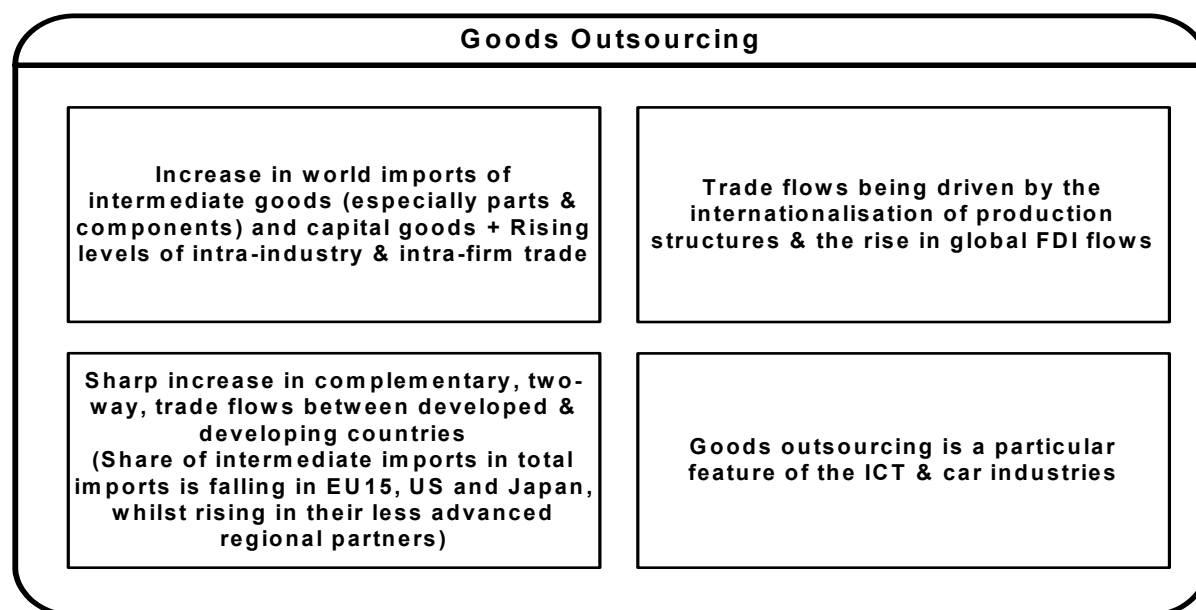 Goods Outsourcing
Increase in world imports of
intermediate goods (especially parts &
components) and capital goods + Rising
levels of intra-industry & intra-firm trade
Trade flows being driven by the
internationalisation of production
structures & the rise in global FDI flows
Sharp increase in complementary, two-
way, trade flows between developed &
developing countries
(Share of intermediate imports in total
imports is falling in EU15, US and Japan,
whilst rising in their less advanced
regional partners)
Goods outsourcing is a particular
feature of the ICT & car industries